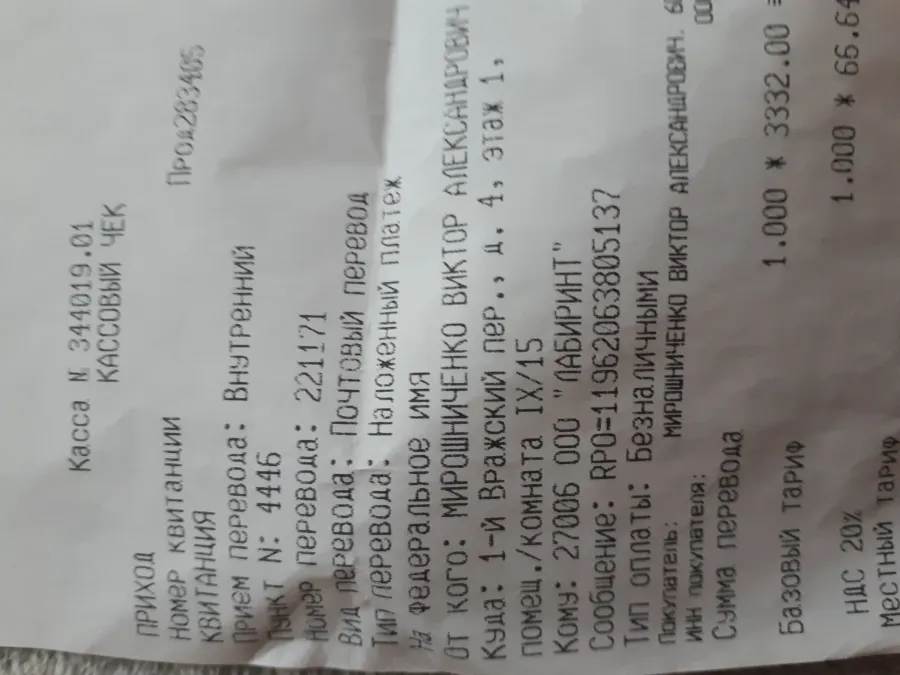 Касса № 344019.01
КАССОВЫЙ ЧЕК
ПРИХОД
НОМЕР КВИТАНЦИИ Прод283405
КВИТАНЦИЯ
Прием перевода: Внутренний
Пункт N: 4446
Номер перевода: 221171
Вид перевода: Почтовый перевод
Тип перевода: Наложенный платеж
На Федеральное имя
От кого: МИРОШНИЧЕНКО ВИКТОР АЛЕКСАНДРОВИЧ
Куда: 1-й Вражский пер., д. 4, этаж 1,
помещ./комната IX/15
Кому: 27006 ООО "ЛАБИРИНТ"
Сообщение: RPO=11962063805137
Тип оплаты: Безналичными
Покупатель: МИРОШНИЧЕНКО ВИКТОР АЛЕКСАНДРОВИЧ.
ИНН покупателя:
Сумма перевода
1.000 * 3332.00 =
Базовый тариф
1.000 * 66.64
НДС 20%
Местный тариф